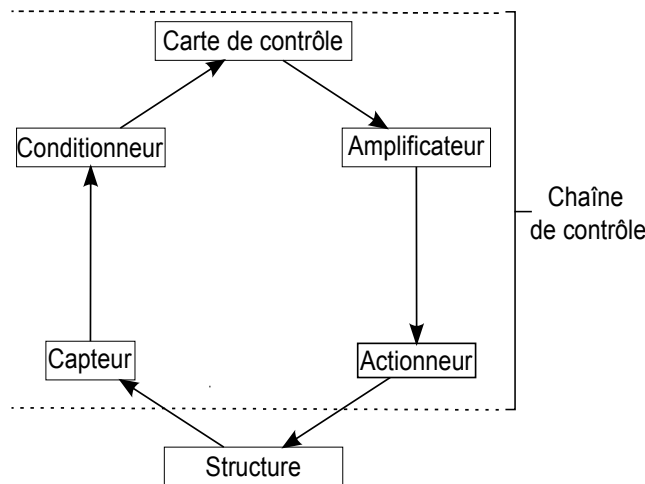 Carte de contrôle
Conditionneur
Amplificateur
Chaîne
de contrôle
Capteur
Actionneur
Structure